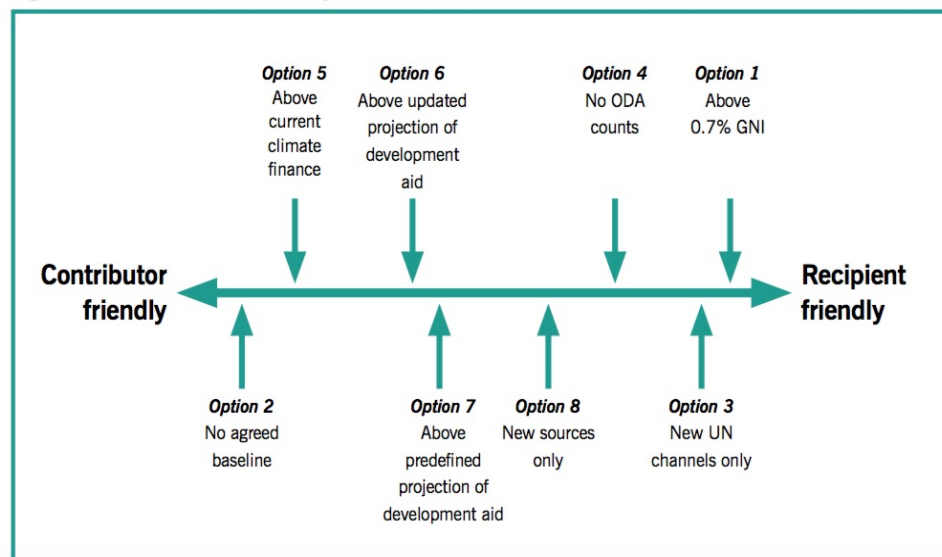 Option 5
Above
current
climate
finance
Option 6
Above updated
projection of
development
aid
Option 4
No ODA
counts
Option 1
Above
0.7% GNI
Contributor
friendly
Recipient
friendly
Option 2
No agreed
baseline
Option 7
Above
predefined
projection of
development aid
Option 8
New sources
only
Option 3
New UN
channels only